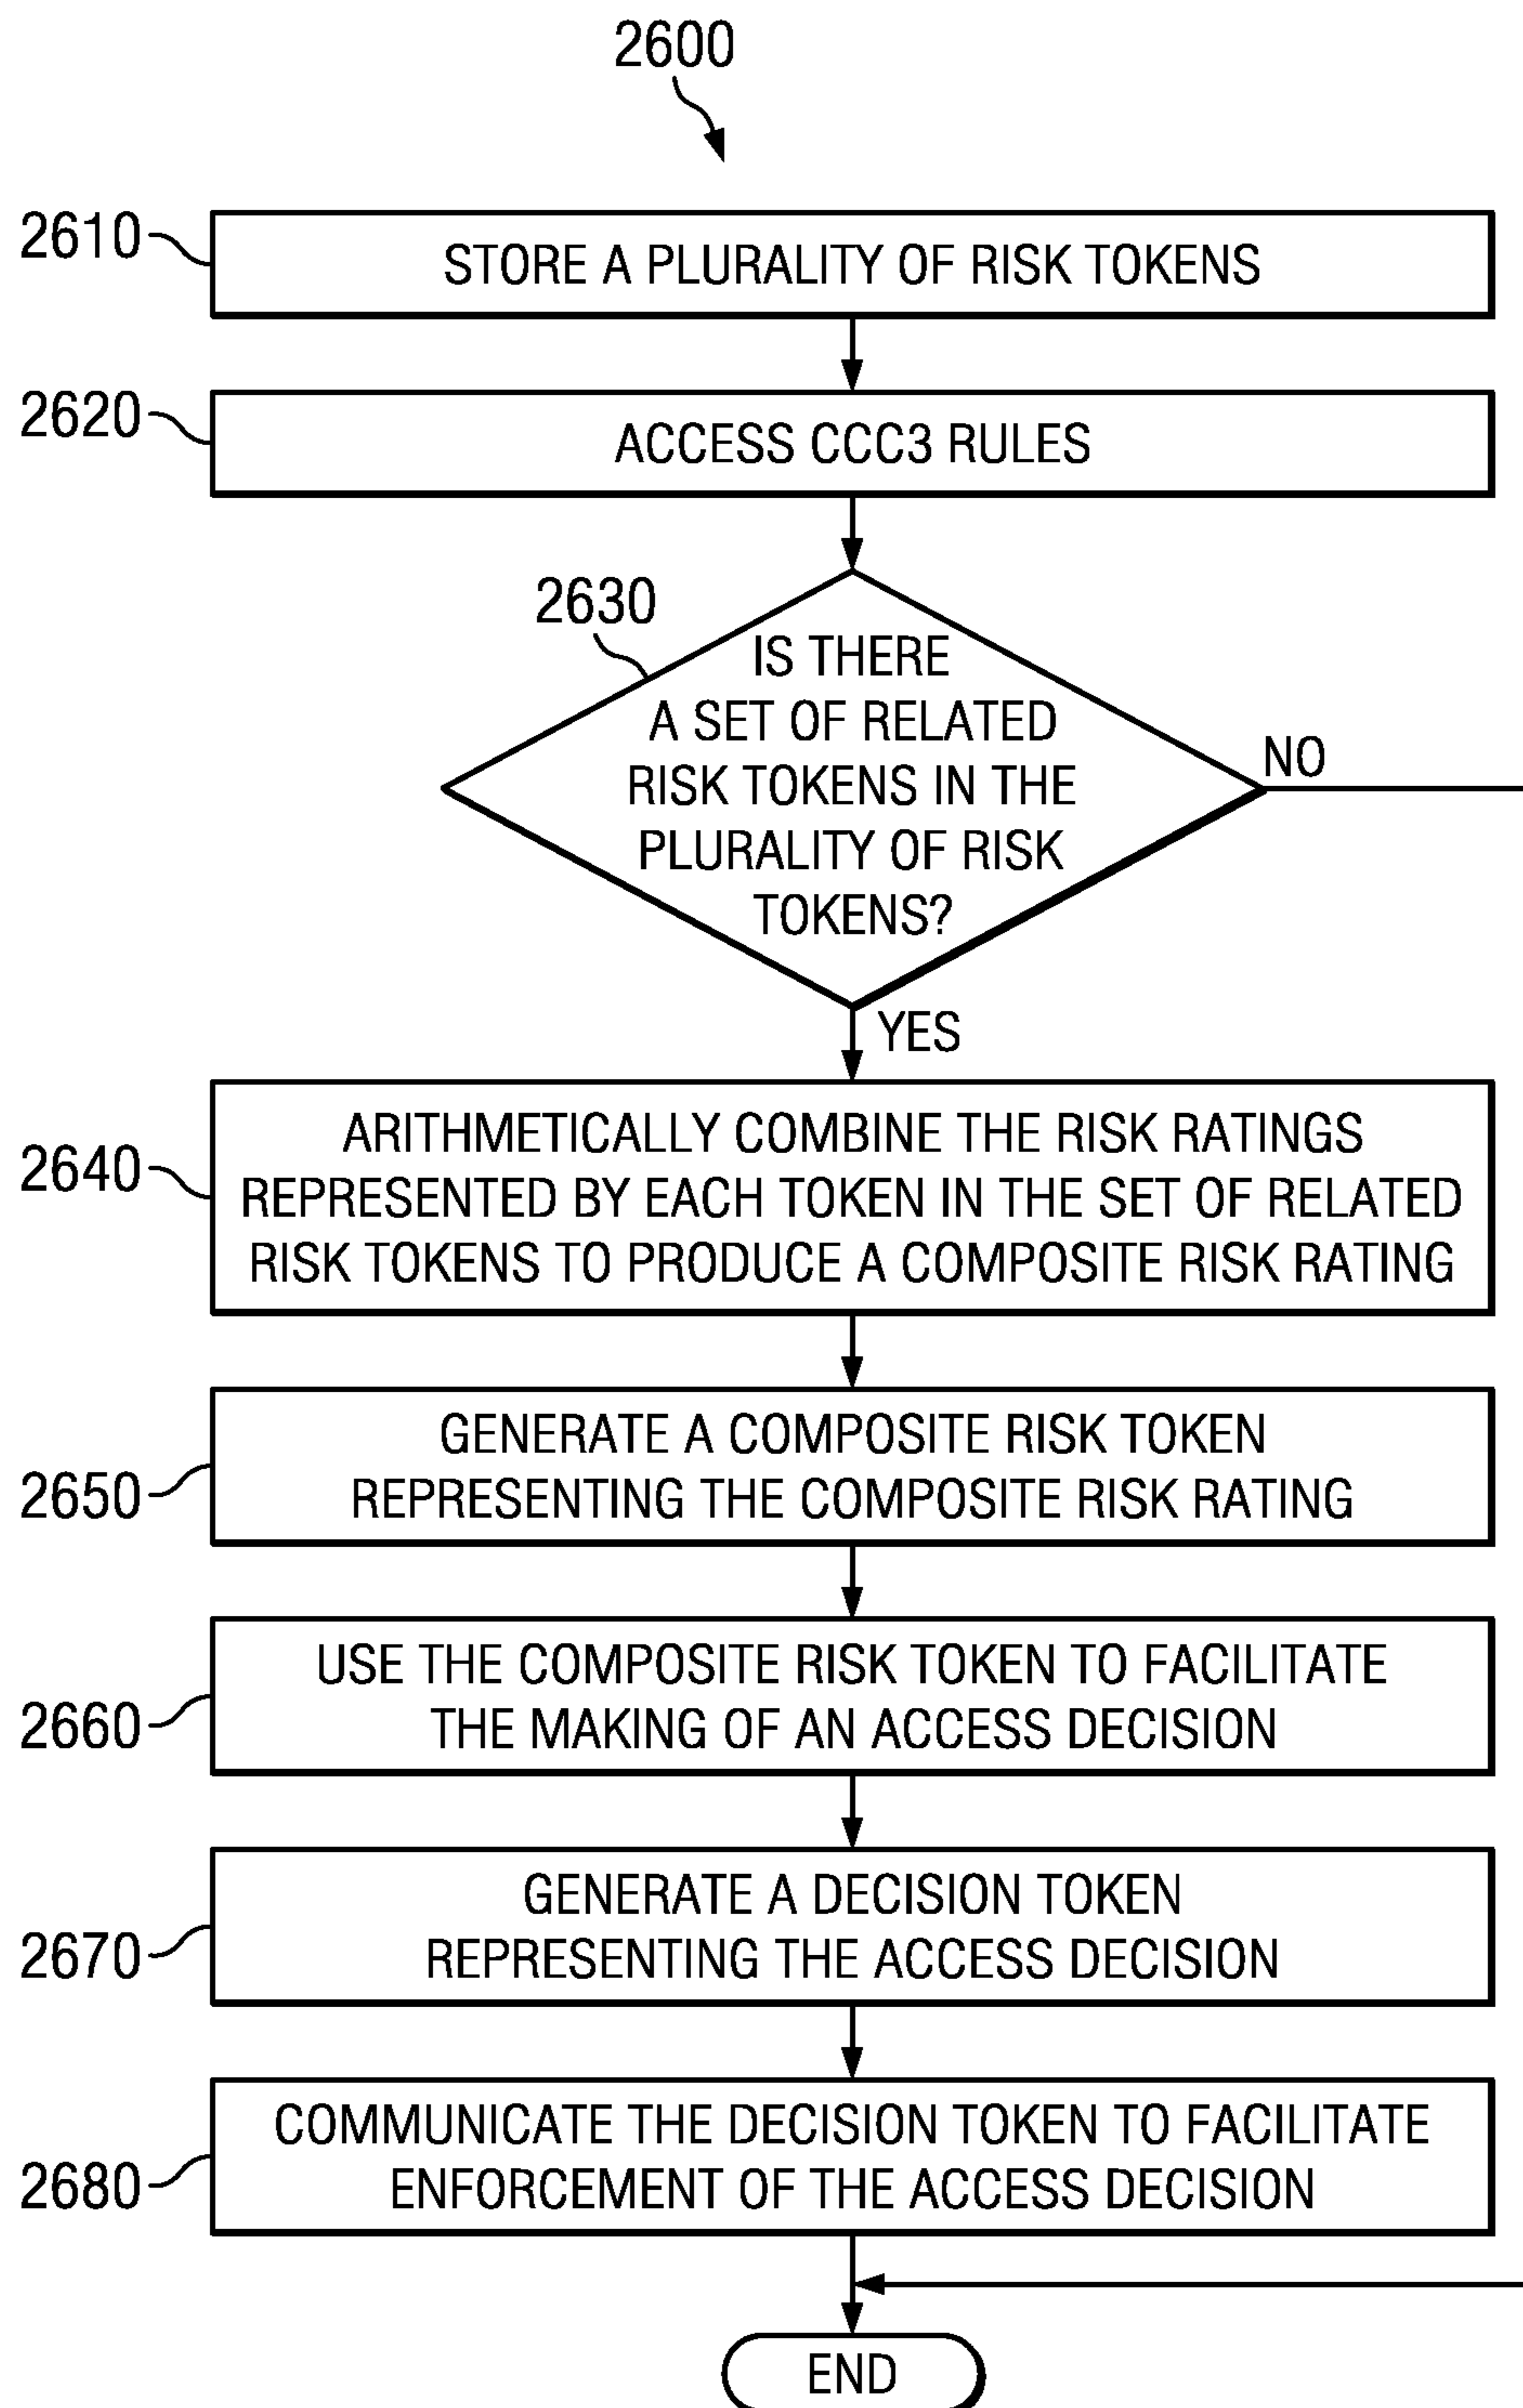 2600
2610
STORE A PLURALITY OF RISK TOKENS
2620
ACCESS CCC3 RULES
2630
IS THERE
A SET OF RELATED
RISK TOKENS IN THE
PLURALITY OF RISK
TOKENS?
NO
YES
2640
ARITHMETICALLY COMBINE THE RISK RATINGS
REPRESENTED BY EACH TOKEN IN THE SET OF RELATED
RISK TOKENS TO PRODUCE A COMPOSITE RISK RATING
2650
GENERATE A COMPOSITE RISK TOKEN
REPRESENTING THE COMPOSITE RISK RATING
2660
USE THE COMPOSITE RISK TOKEN TO FACILITATE
THE MAKING OF AN ACCESS DECISION
2670
GENERATE A DECISION TOKEN
REPRESENTING THE ACCESS DECISION
2680
COMMUNICATE THE DECISION TOKEN TO FACILITATE
ENFORCEMENT OF THE ACCESS DECISION
END